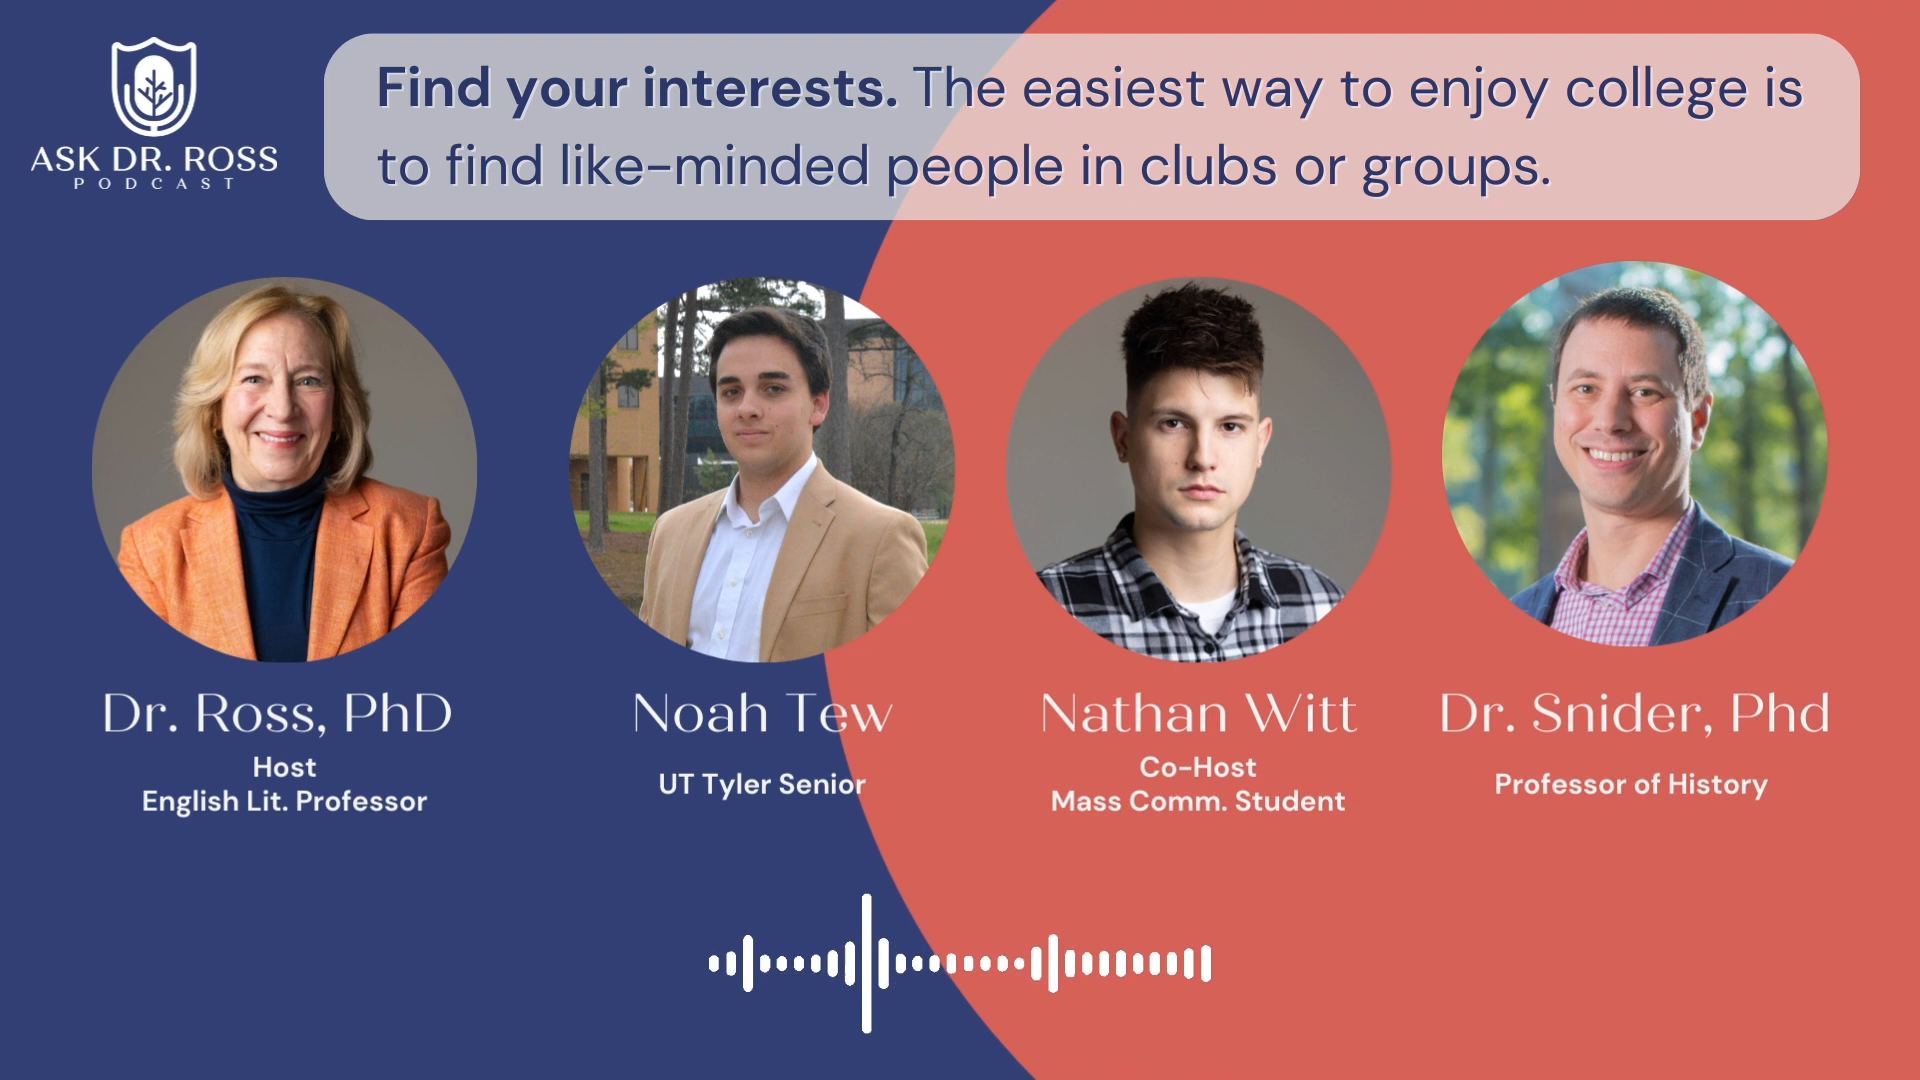 ASK DR. ROSS
PODCAST
Find your interests. The easiest way to enjoy college is
to find like-minded people in clubs or groups.
Dr. Ross, PhD
Host
English Lit. Professor
Noah Tew
UT Tyler Senior
Nathan Witt
Co-Host
Mass Comm. Student
Dr. Snider, Phd
Professor of History